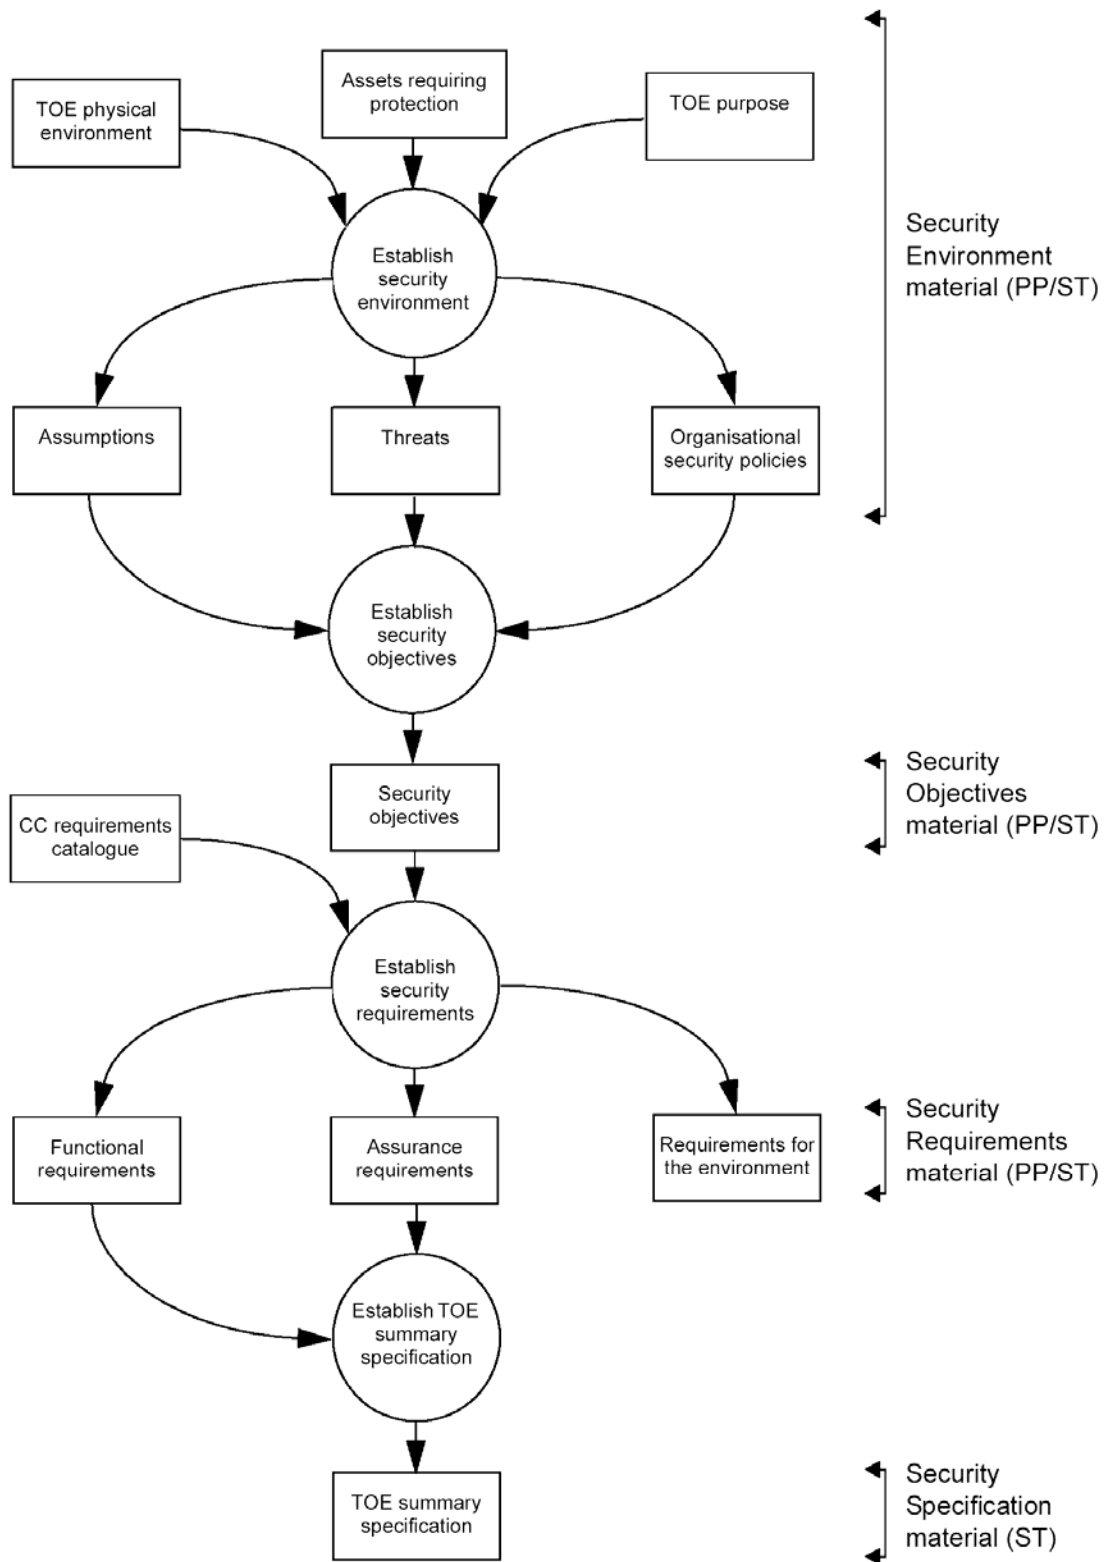 TOE physical
environment
Assets requiring
protection
TOE purpose
Security
Environment
material (PP/ST)
Establish
security
environment
Assumptions
Threats
Organisational
security policies
Establish
security
objectives
Security
Objectives
material (PP/ST)
Security
objectives
CC requirements
catalogue
Establish
security
requirements
Security
Requirements
material (PP/ST)
Functional
requirements
Assurance
requirements
Requirements for
the environment
Establish TOE
summary
specification
Security
Specification
material (ST)
TOE summary
specification